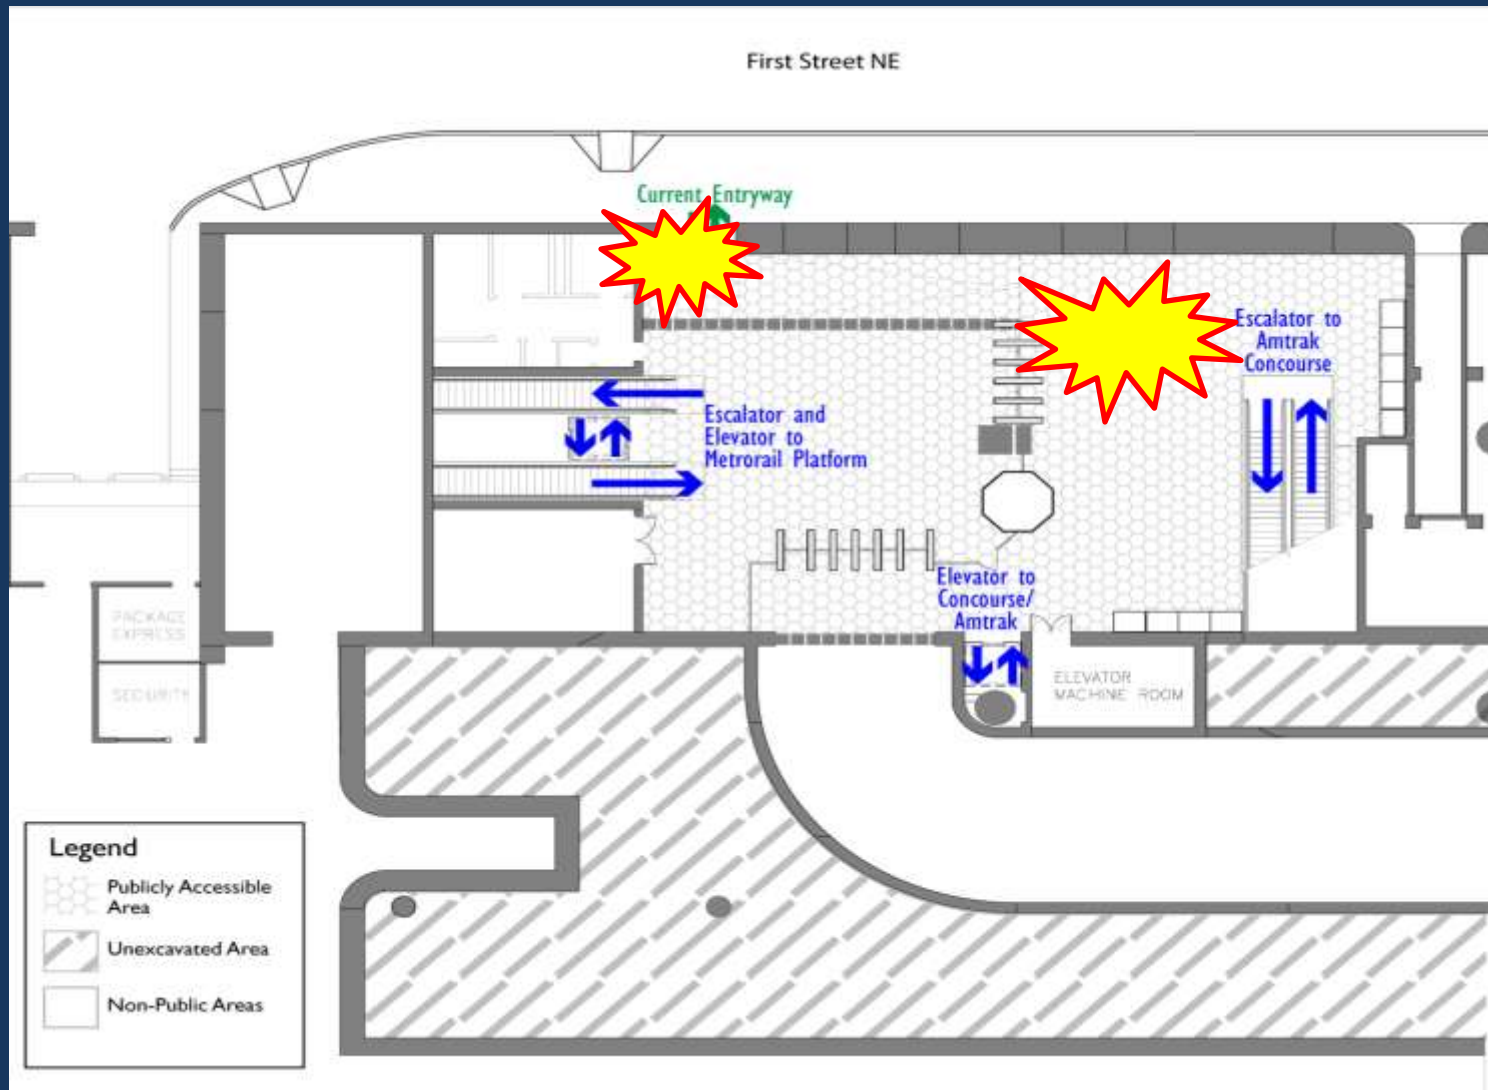 First Street NE
Current Entryway
Escalator to
Amtrak
Concourse
Escalator and
Elevator to
Metrorail Platform
Elevator to
Concourse/
Amtrak
PACKAGE
EXPRESS
SECURITY
ELEVATOR
MACHINE ROOM
Legend
Publicly Accessible
Area
Unexcavated Area
Non-Public Areas